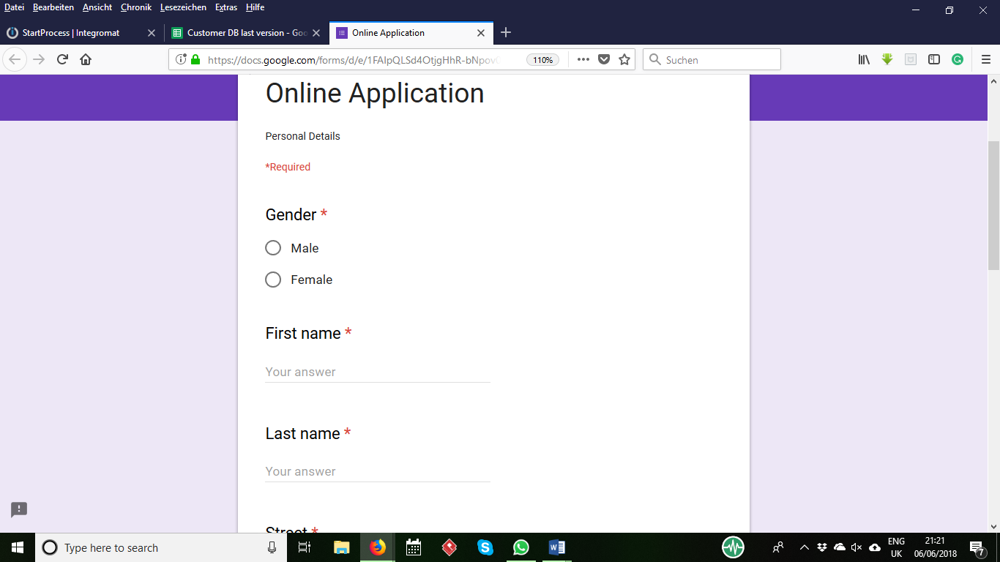 Datei Bearbeiten Ansicht Chronik Lesezeichen Extras Hilfe
StartProcess | Integromat
Customer DB last version - Goo
Online Application
https://docs.google.com/forms/d/e/1FAIpQLSd4OtjgHhR-bNpov
110%
Suchen
Online Application
Personal Details
*Required
Gender *
Male
Female
First name *
Your answer
Last name *
Your answer
Street *
Type here to search
ENG
UK
21:21
06/06/2018
7